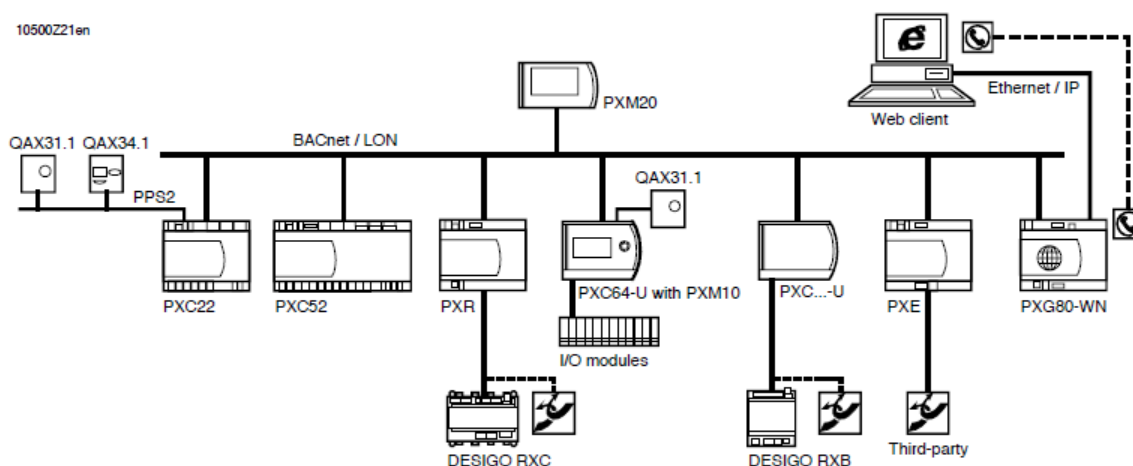 10500Z21en
PXM20
Ethernet / IP
Web client
QAX31.1
QAX34.1
BACnet / LON
QAX31.1
PPS2
PXC22
PXC52
PXR
PXC64-U with PXM10
PXC...-U
PXE
PXG80-WN
I/O modules
DESIGO RXC
DESIGO RXB
Third-party